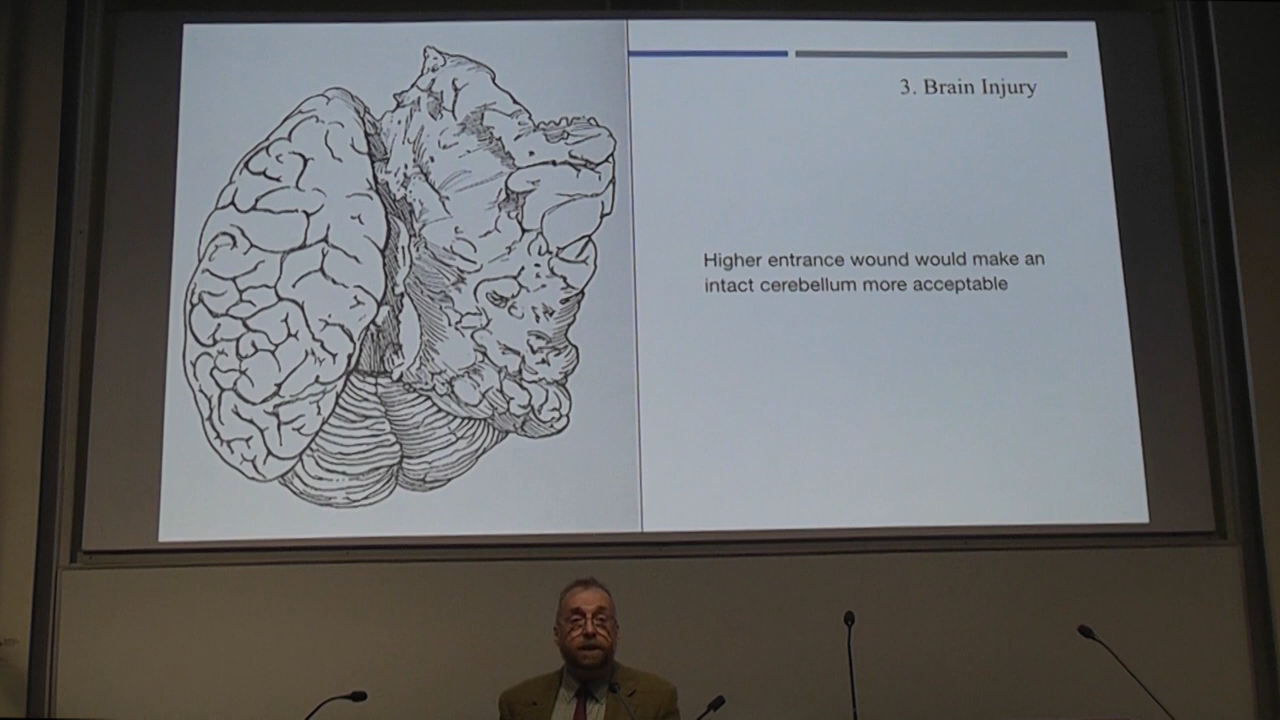 3. Brain Injury
Higher entrance wound would make an
intact cerebellum more acceptable